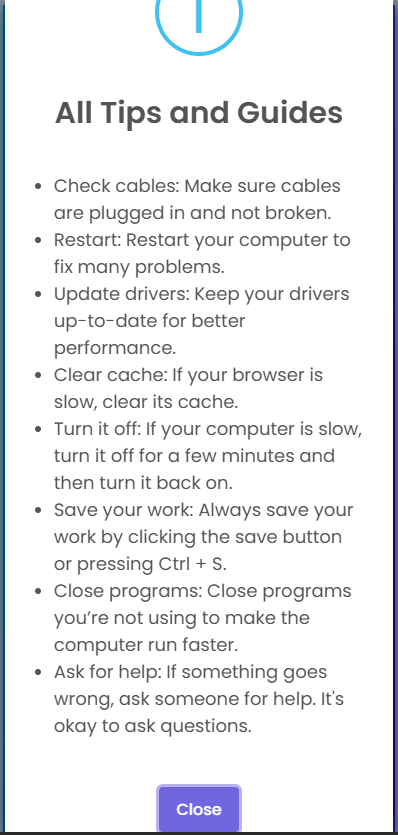 All Tips and Guides
• Check cables: Make sure cables
are plugged in and not broken.
• Restart: Restart your computer to
fix many problems.
• Update drivers: Keep your drivers
up-to-date for better
performance.
• Clear cache: If your browser is
slow, clear its cache.
• Turn it off: If your computer is slow,
turn it off for a few minutes and
then turn it back on.
• Save your work: Always save your
work by clicking the save button
or pressing Ctrl + S.
• Close programs: Close programs
you’re not using to make the
computer run faster.
• Ask for help: If something goes
wrong, ask someone for help. It's
okay to ask questions.
Close